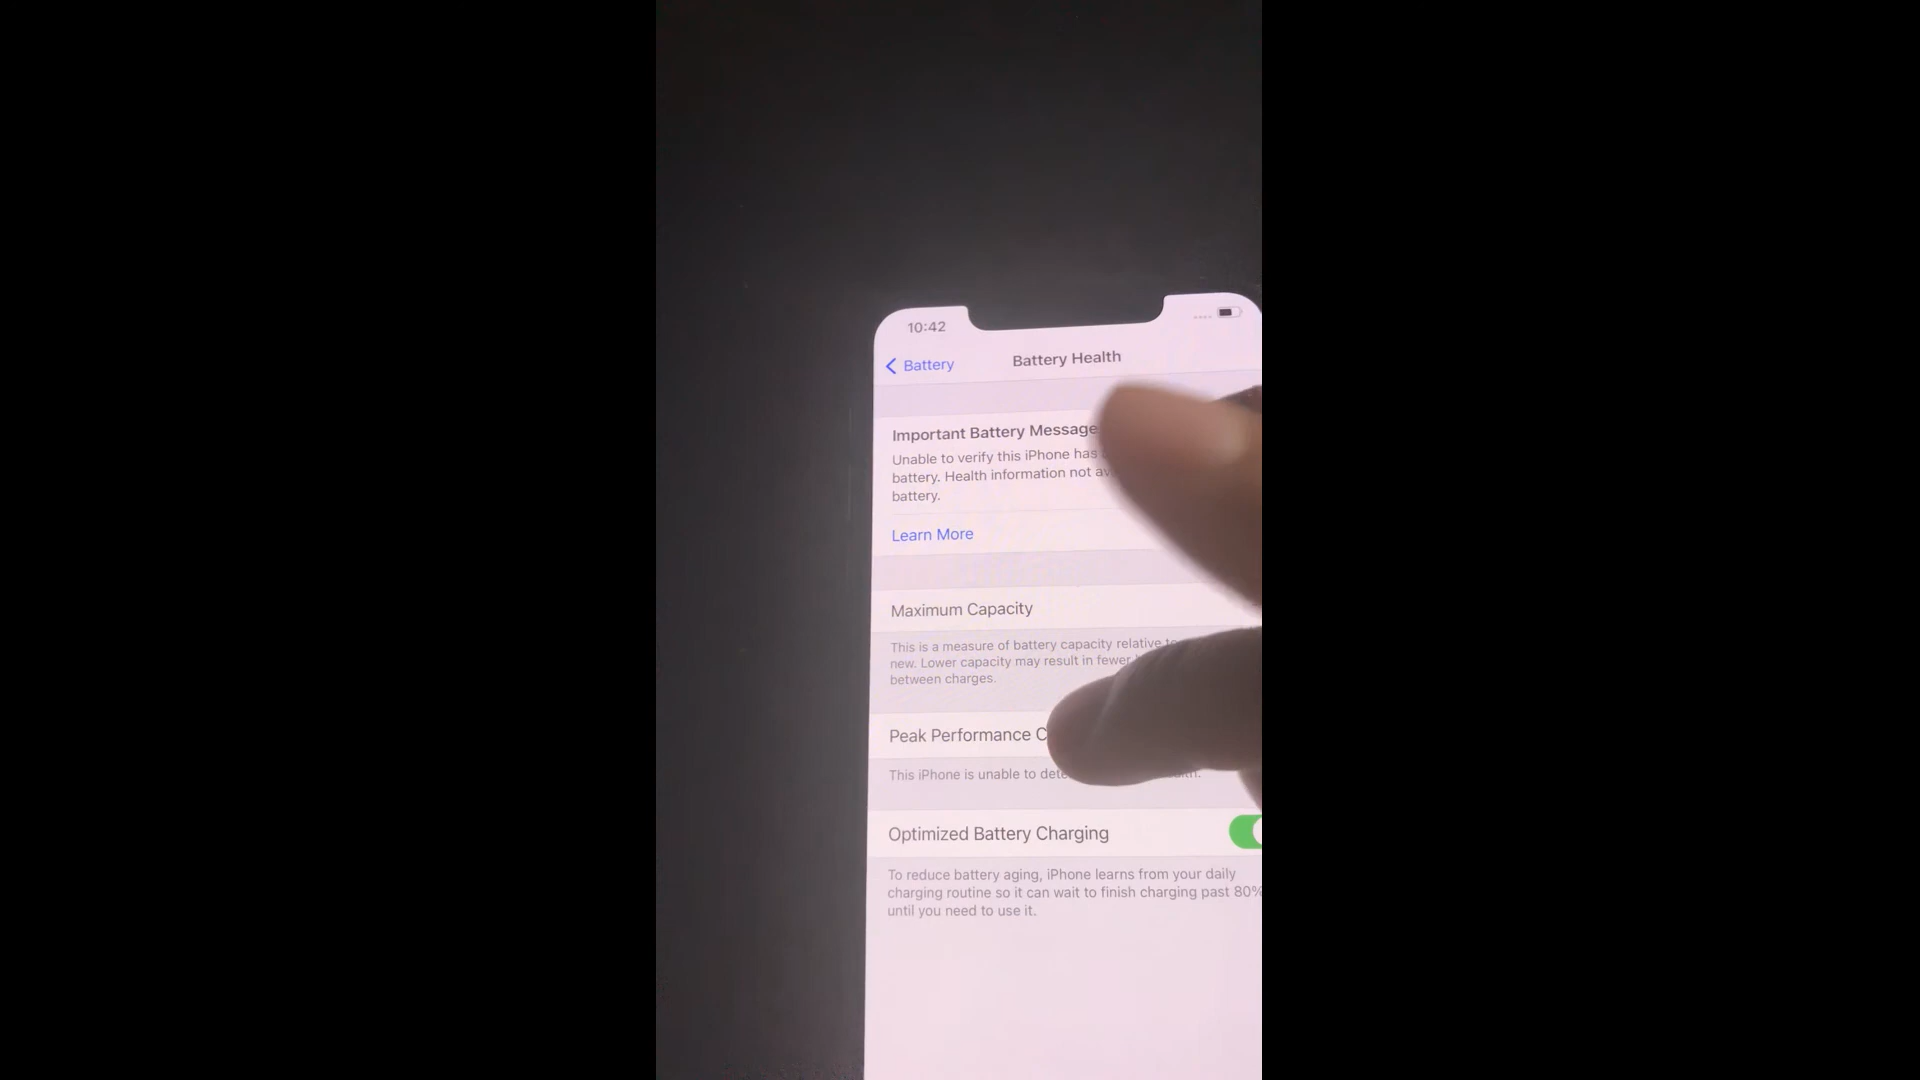 10:42
Battery
Battery Health
Important Battery Message
Unable to verify this iPhone has
battery. Health information not
battery.
Learn More
Maximum Capacity
This is a measure of battery capacity relative to
new. Lower capacity may result in fewer
between charges.
Peak Performance
This iPhone is unable to
Optimized Battery Charging
To reduce battery aging, iPhone learns from your daily
charging routine so it can wait to finish charging past 80%
until you need to use it.